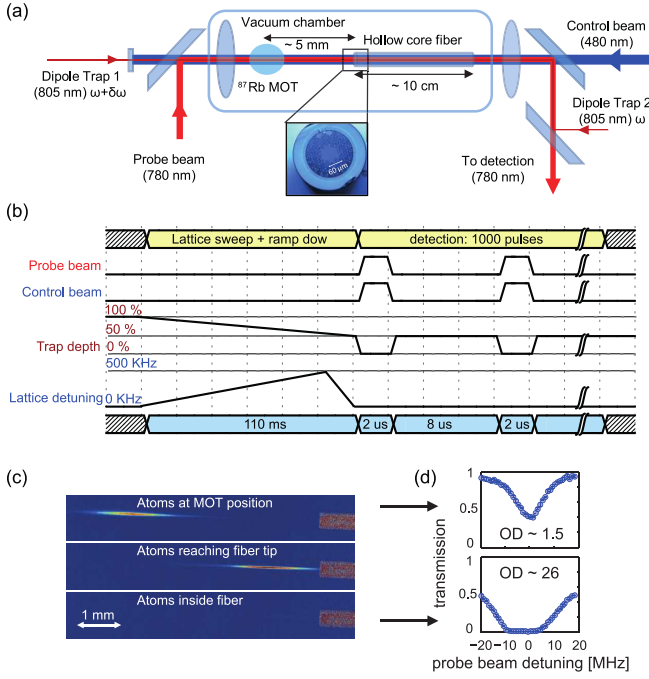 (a)
Vacuum chamber
~ 5 mm
Hollow core fiber
Control beam
(480 nm)
Dipole Trap 1
(805 nm) ω+δω
⁸⁷Rb MOT
~ 10 cm
Dipole Trap 2
(805 nm) ω
60 μm
Probe beam
(780 nm)
To detection
(780 nm)
(b)
Lattice sweep + ramp dow
detection: 1000 pulses
Probe beam
Control beam
100 %
50 %
Trap depth
0 %
500 KHz
Lattice detuning
0 KHz
110 ms
2 us
8 us
2 us
(c)
Atoms at MOT position
Atoms reaching fiber tip
Atoms inside fiber
1 mm
(d)
1
0.5
0
OD ~ 1.5
1
0.5
0
OD ~ 26
transmission
−20
−10
0
10
20
probe beam detuning [MHz]